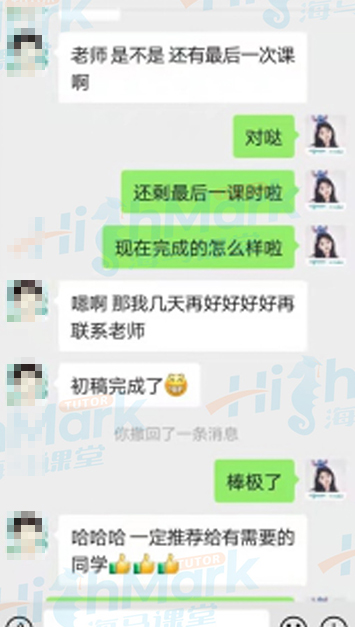 老师 是不是 还有最后一次课
啊
对哒
还剩最后一课时啦
现在完成的怎么样啦
嗯啊 那我几天再好好好好再
联系老师
初稿完成了😁
你撤回了一条消息
棒极了
哈哈哈 一定推荐给有需要的
同学👍👍👍
HighMark
TUTOR
海马课堂